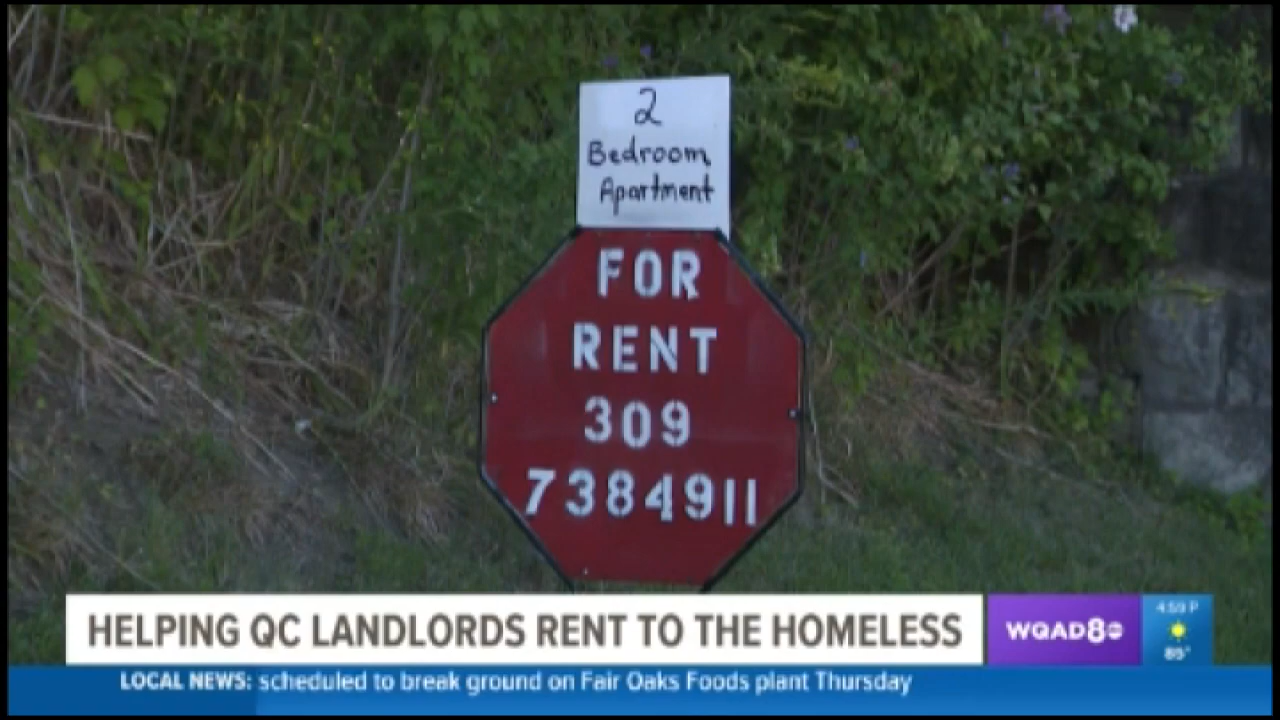 2
Bedroom
Apartment
FOR
RENT
309
7384911
HELPING QC LANDLORDS RENT TO THE HOMELESS
WQAD8
4:59 P
85°
LOCAL NEWS: scheduled to break ground on Fair Oaks Foods plant Thursday